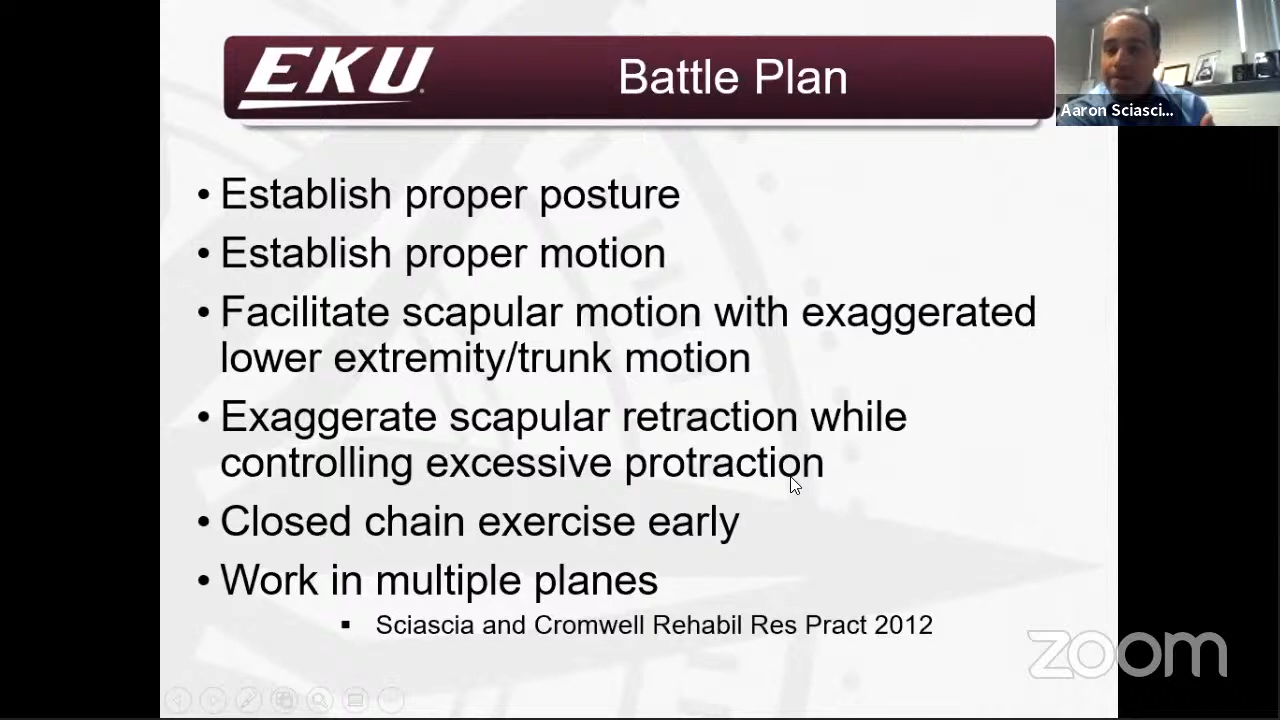 EKU
Battle Plan
Aaron Sciasci...
• Establish proper posture
• Establish proper motion
• Facilitate scapular motion with exaggerated
lower extremity/trunk motion
• Exaggerate scapular retraction while
controlling excessive protraction
• Closed chain exercise early
• Work in multiple planes
▪ Sciascia and Cromwell Rehabil Res Pract 2012
zoom